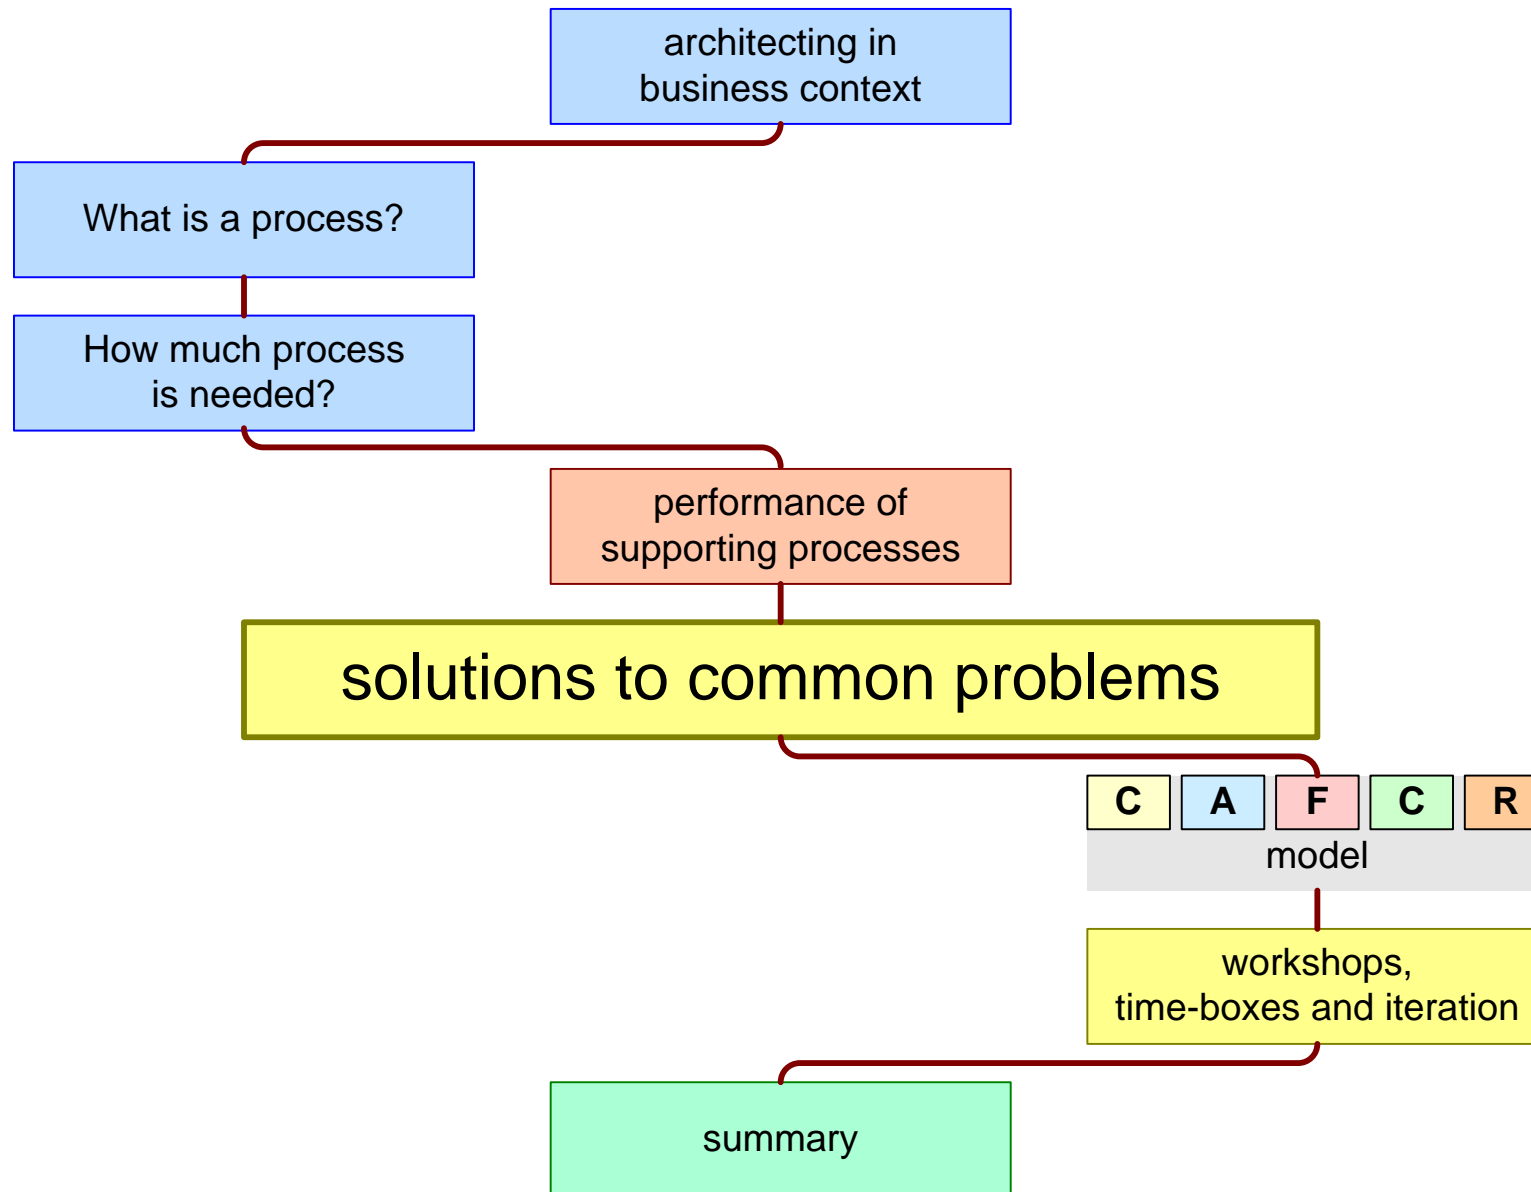 architecting in
business context
What is a process?
How much process
is needed?
performance of
supporting processes
solutions to common problems
C A F C R
model
workshops,
time-boxes and iteration
summary